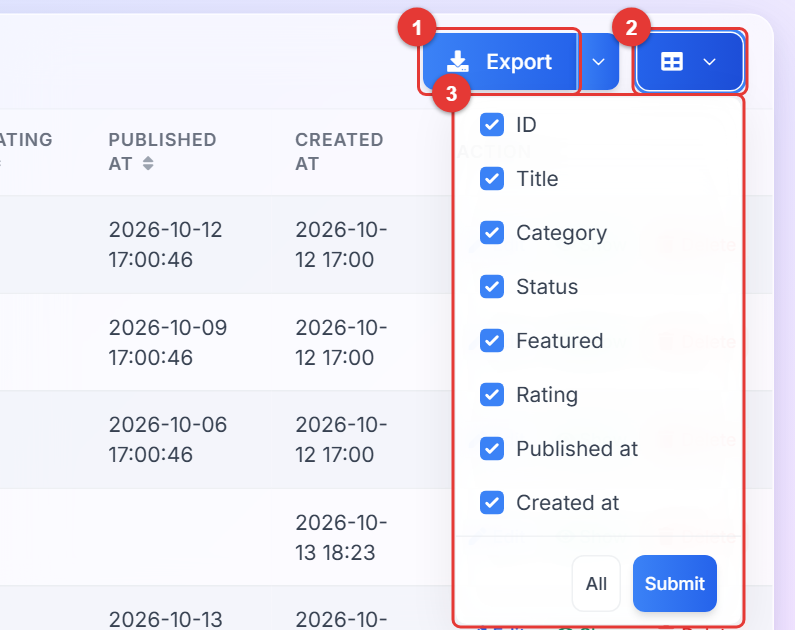 1
2
Export
3
ATING
PUBLISHED
AT
CREATED
AT
ACTION
ID
Title
Category
Status
Featured
Rating
Published at
Created at
All
Submit
2026-10-12
17:00:46
2026-10-
12 17:00
2026-10-09
17:00:46
2026-10-
12 17:00
2026-10-06
17:00:46
2026-10-
12 17:00
2026-10-
13 18:23
2026-10-13
2026-10-